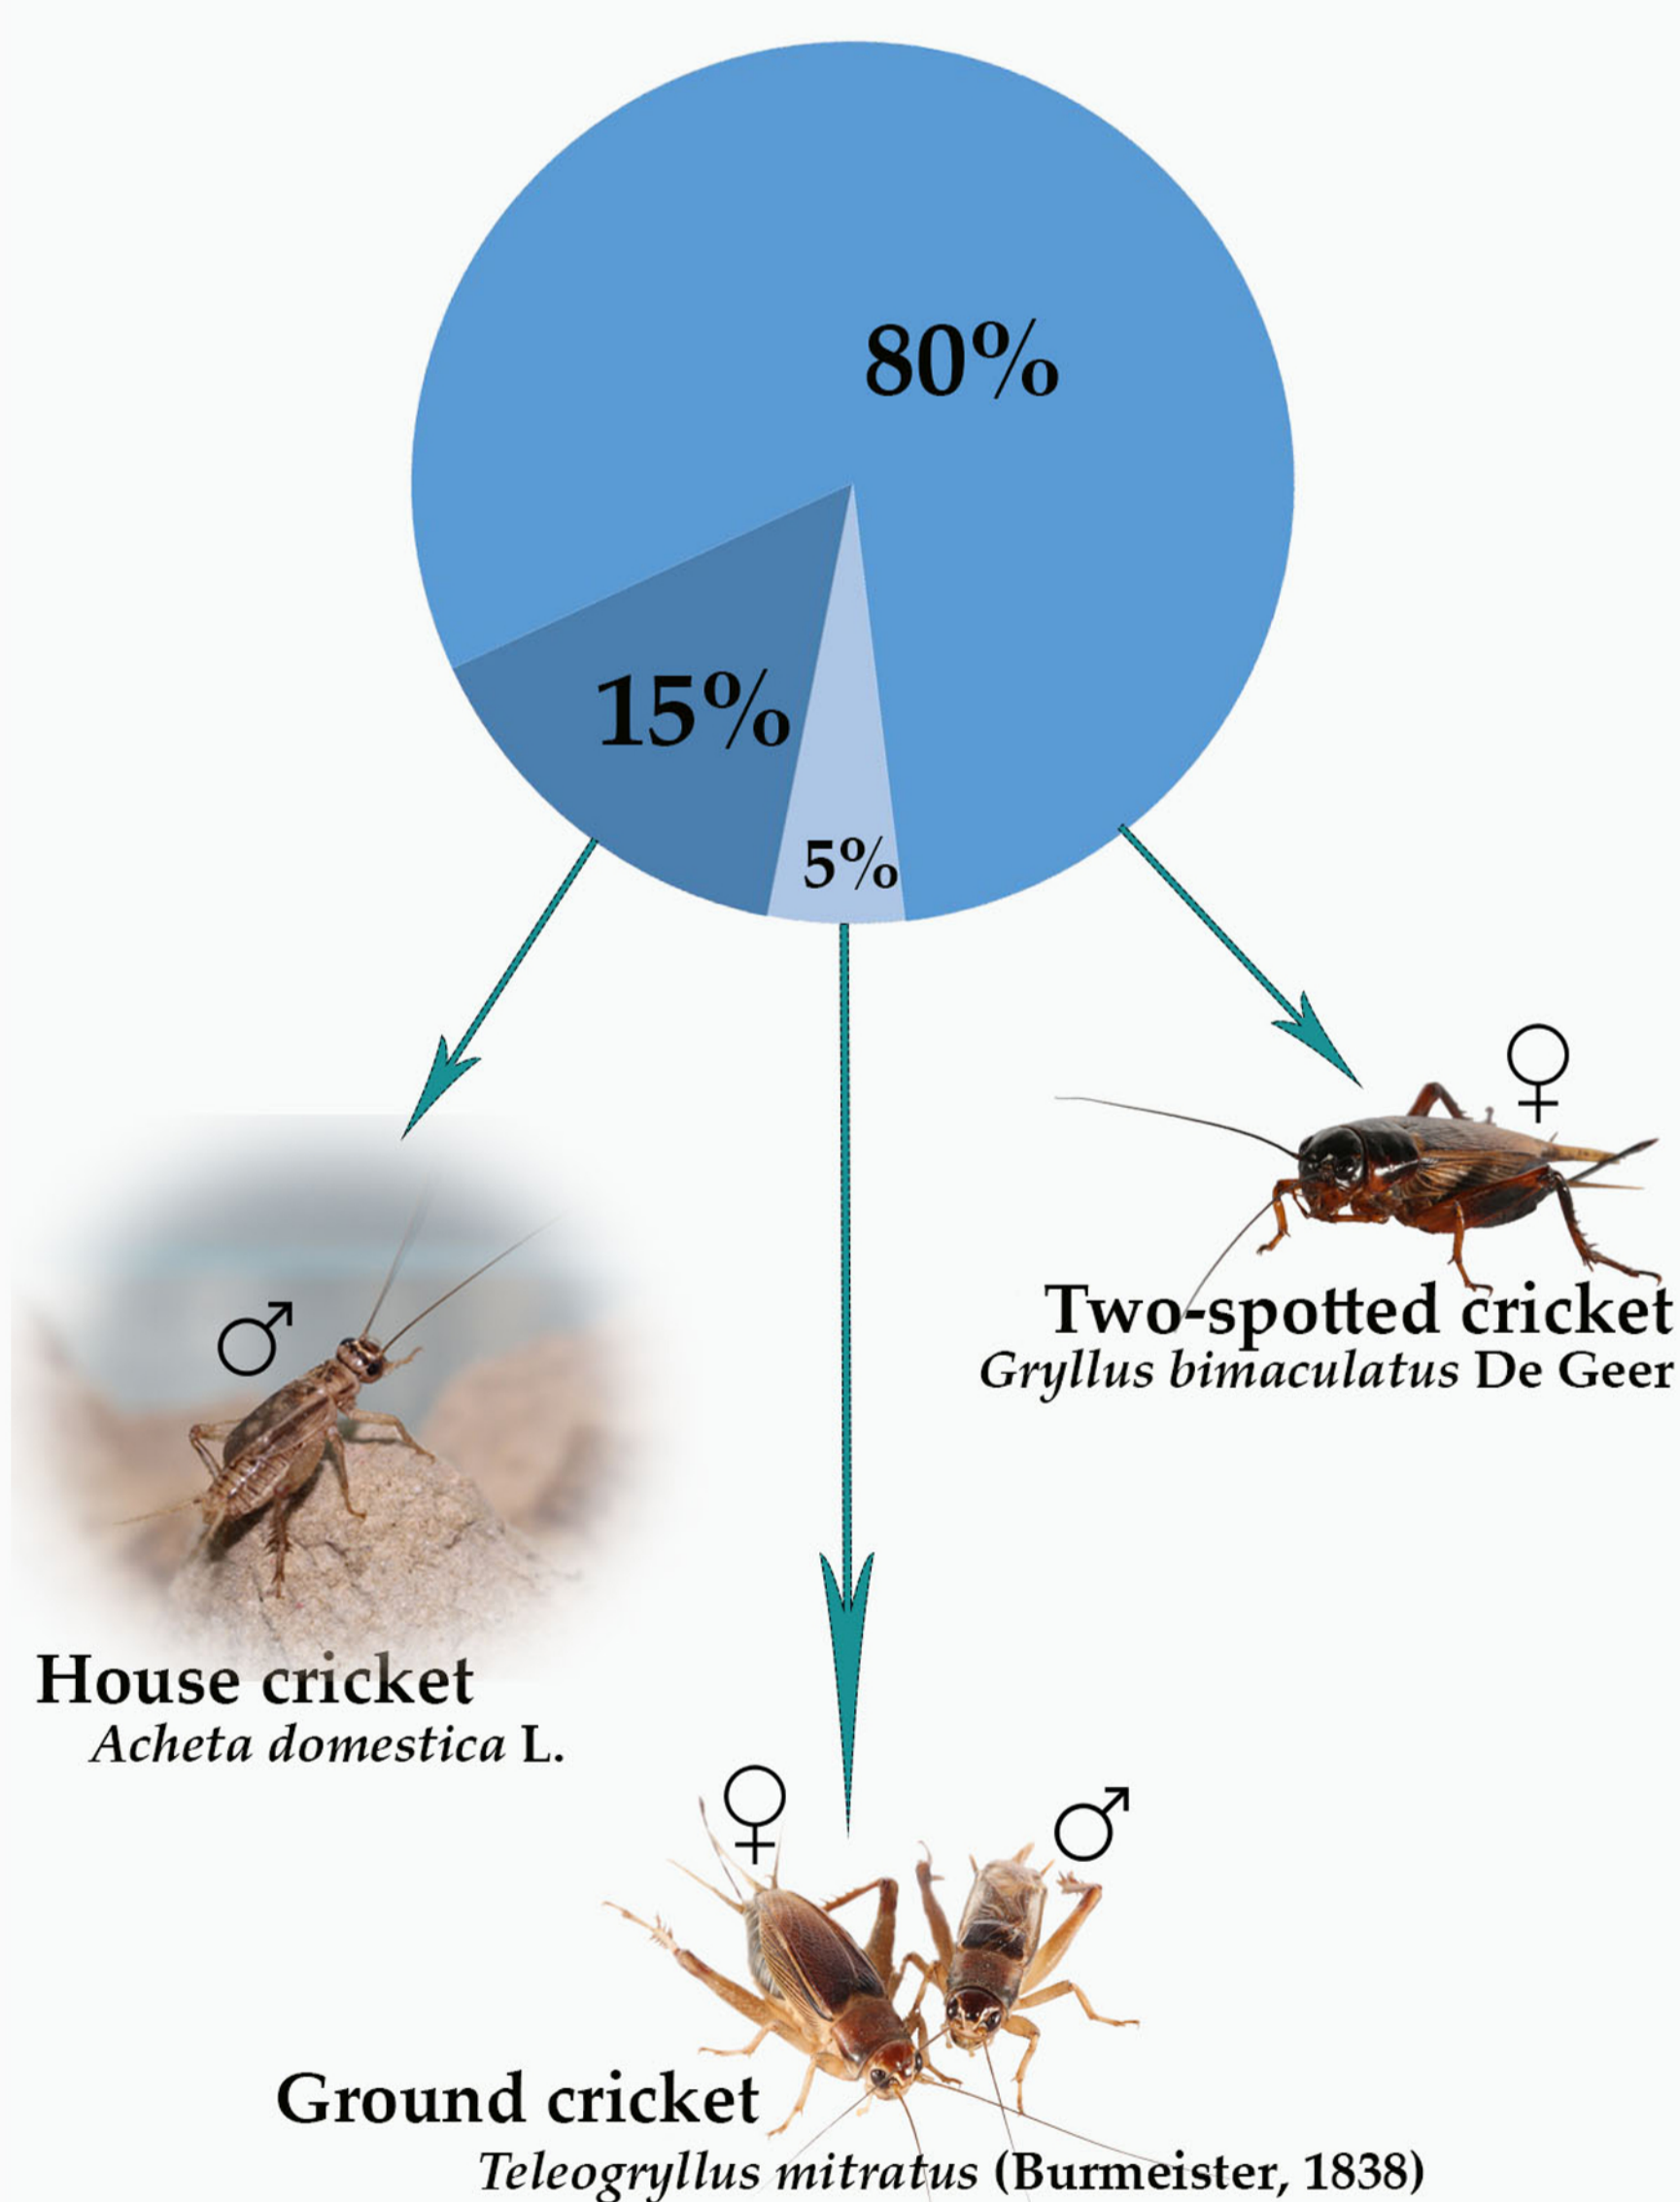 80%
15%
5%
♀
Two-spotted cricket
Gryllus bimaculatus De Geer
♂
House cricket
Acheta domestica L.
♀
♂
Ground cricket
Teleogryllus mitratus (Burmeister, 1838)